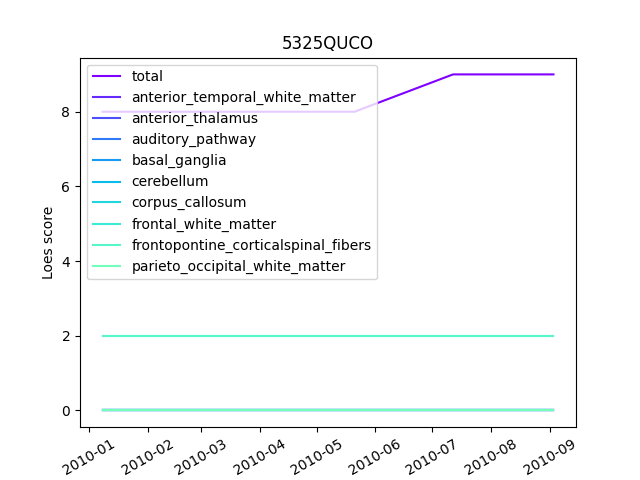 5325QUCO
total
anterior_temporal_white_matter
anterior_thalamus
auditory_pathway
basal_ganglia
cerebellum
corpus_callosum
frontal_white_matter
frontopontine_corticalspinal_fibers
parieto_occipital_white_matter
Loes score
8
6
4
2
0
2010-01 2010-02 2010-03 2010-04 2010-05 2010-06 2010-07 2010-08 2010-09